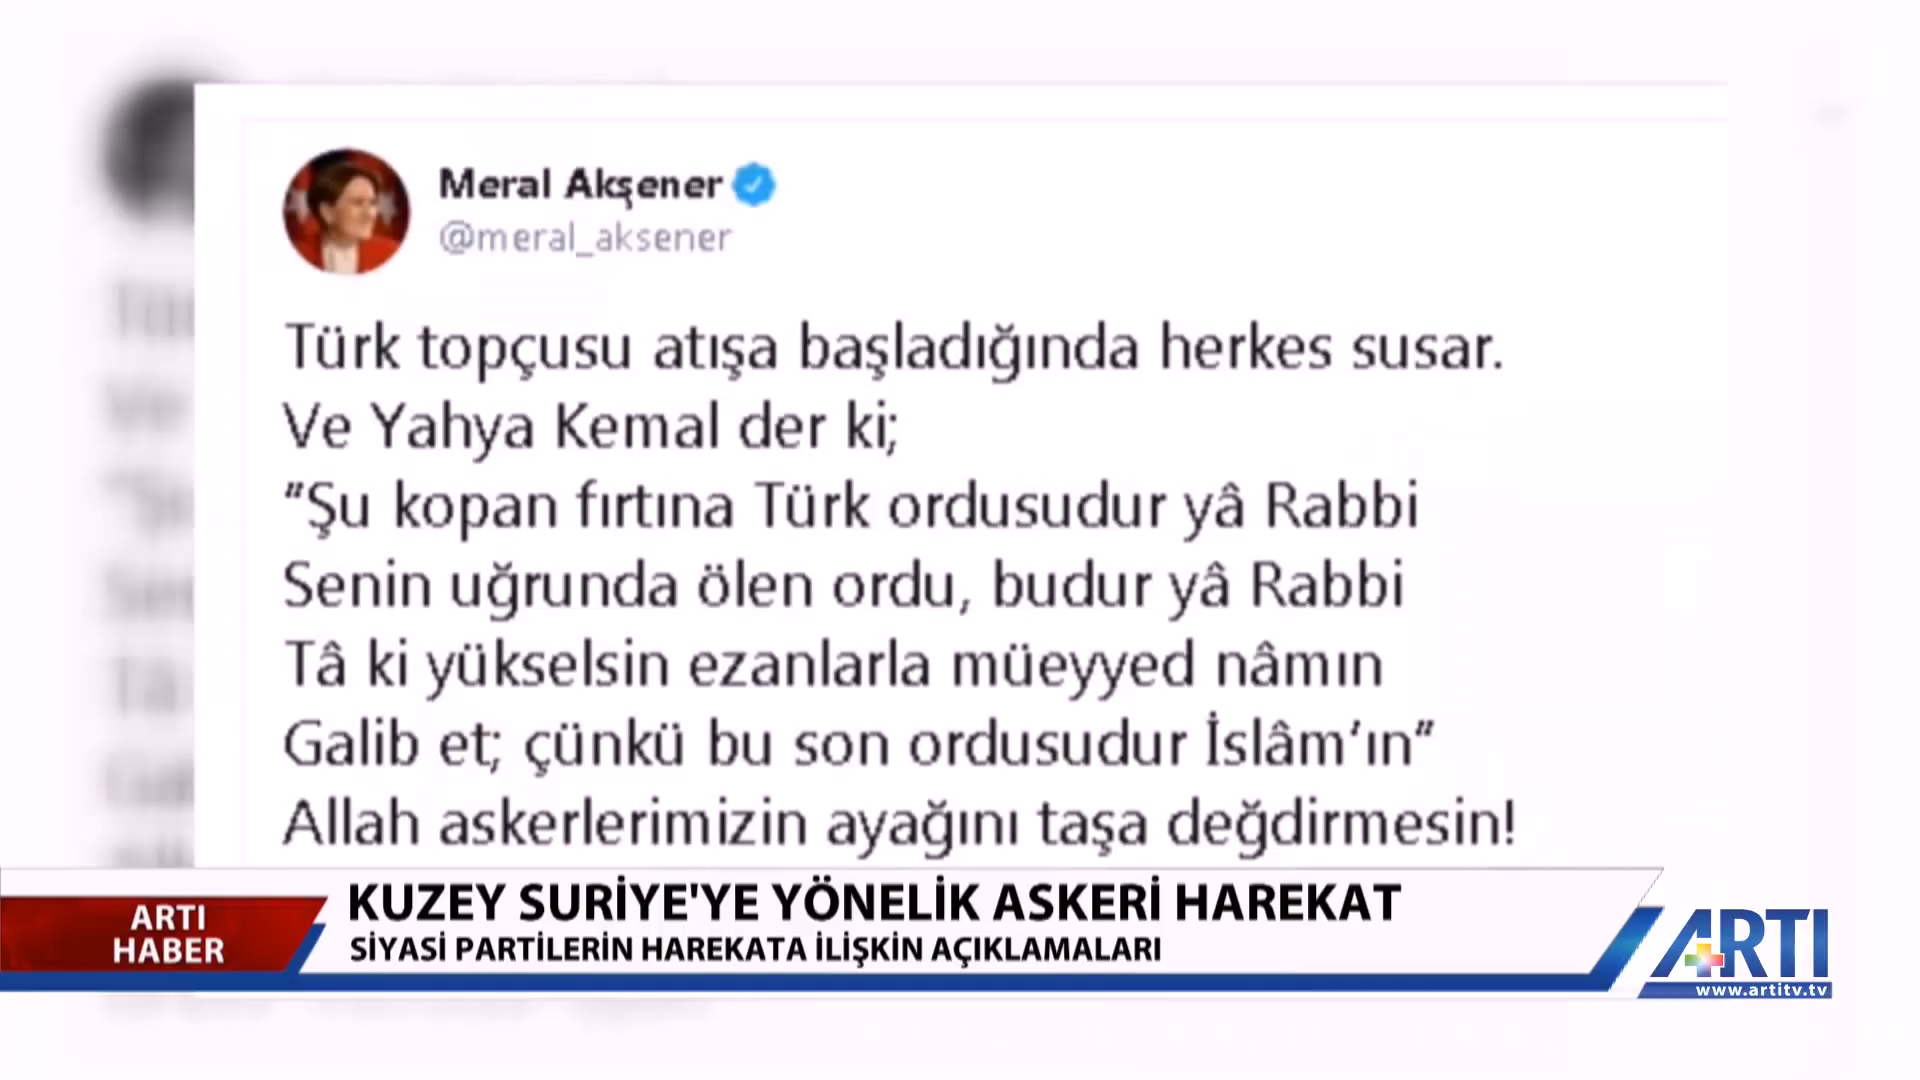 Meral Akşener
@meral_aksener
Türk topçusu atışa başladığında herkes susar.
Ve Yahya Kemal der ki;
"Şu kopan fırtına Türk ordusudur yâ Rabbi
Senin uğrunda ölen ordu, budur yâ Rabbi
Tâ ki yükselsin ezanlarla müeyyed nâmın
Galib et; çünkü bu son ordusudur İslâm'ın"
Allah askerlerimizin ayağını taşa değdirmesin!
ARTI
HABER
KUZEY SURİYE'YE YÖNELİK ASKERİ HAREKAT
SİYASİ PARTİLERİN HAREKATA İLİŞKİN AÇIKLAMALARI
ARTI
www.artitv.tv